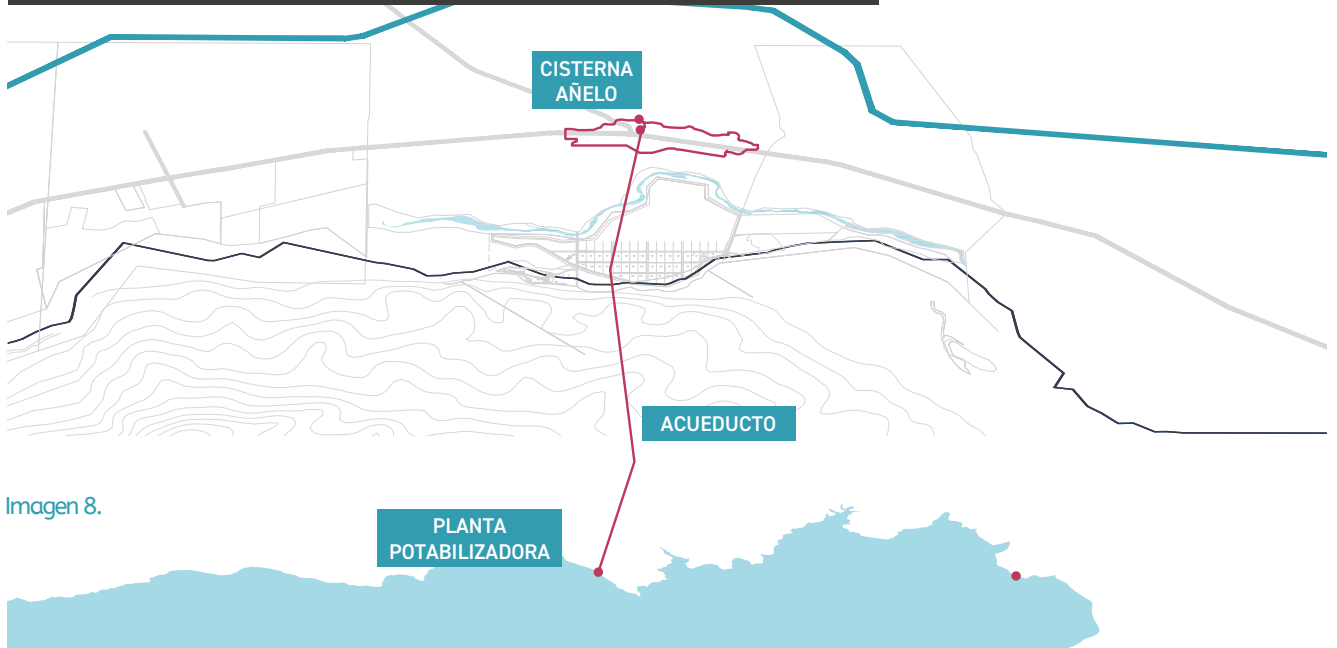 CISTERNA
AÑELO
ACUEDUCTO
Imagen 8.
PLANTA
POTABILIZADORA